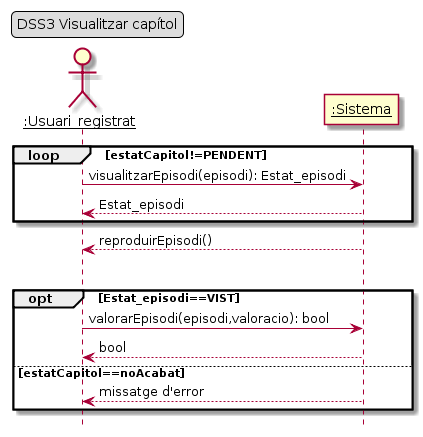 DSS3 Visualitzar capítol
:Usuari registrat
:Sistema
loop [estatCapitol!=PENDENT]
visualitzarEpisodi(episodi): Estat_episodi
Estat_episodi
reproduirEpisodi()
opt [Estat_episodi==VIST]
valorarEpisodi(episodi,valoracio): bool
bool
[estatCapitol==noAcabat]
missatge d'error